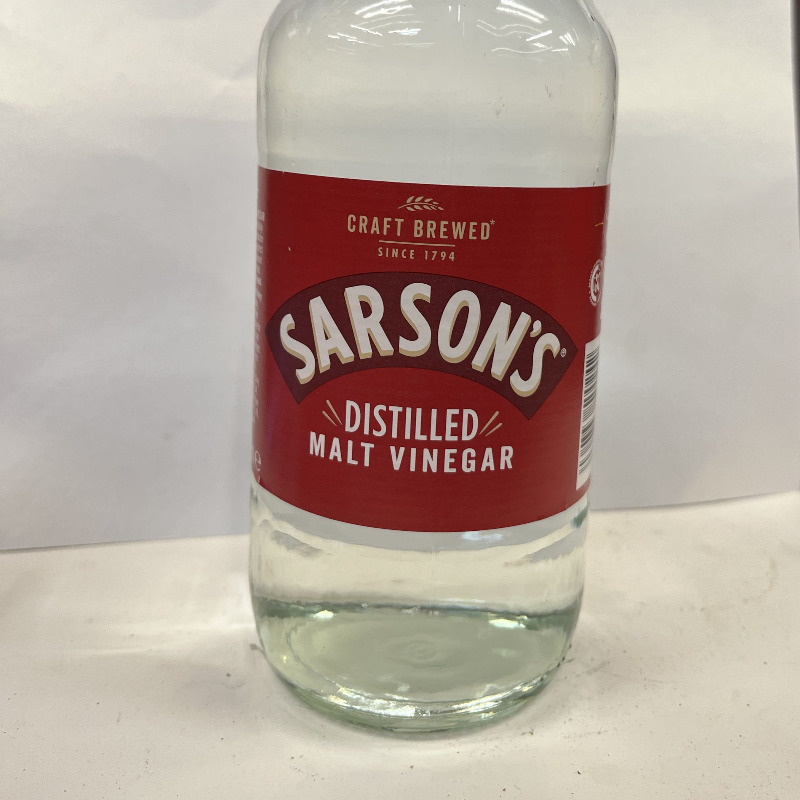 CRAFT BREWED*
SINCE 1794
SARSON'S®
DISTILLED
MALT VINEGAR